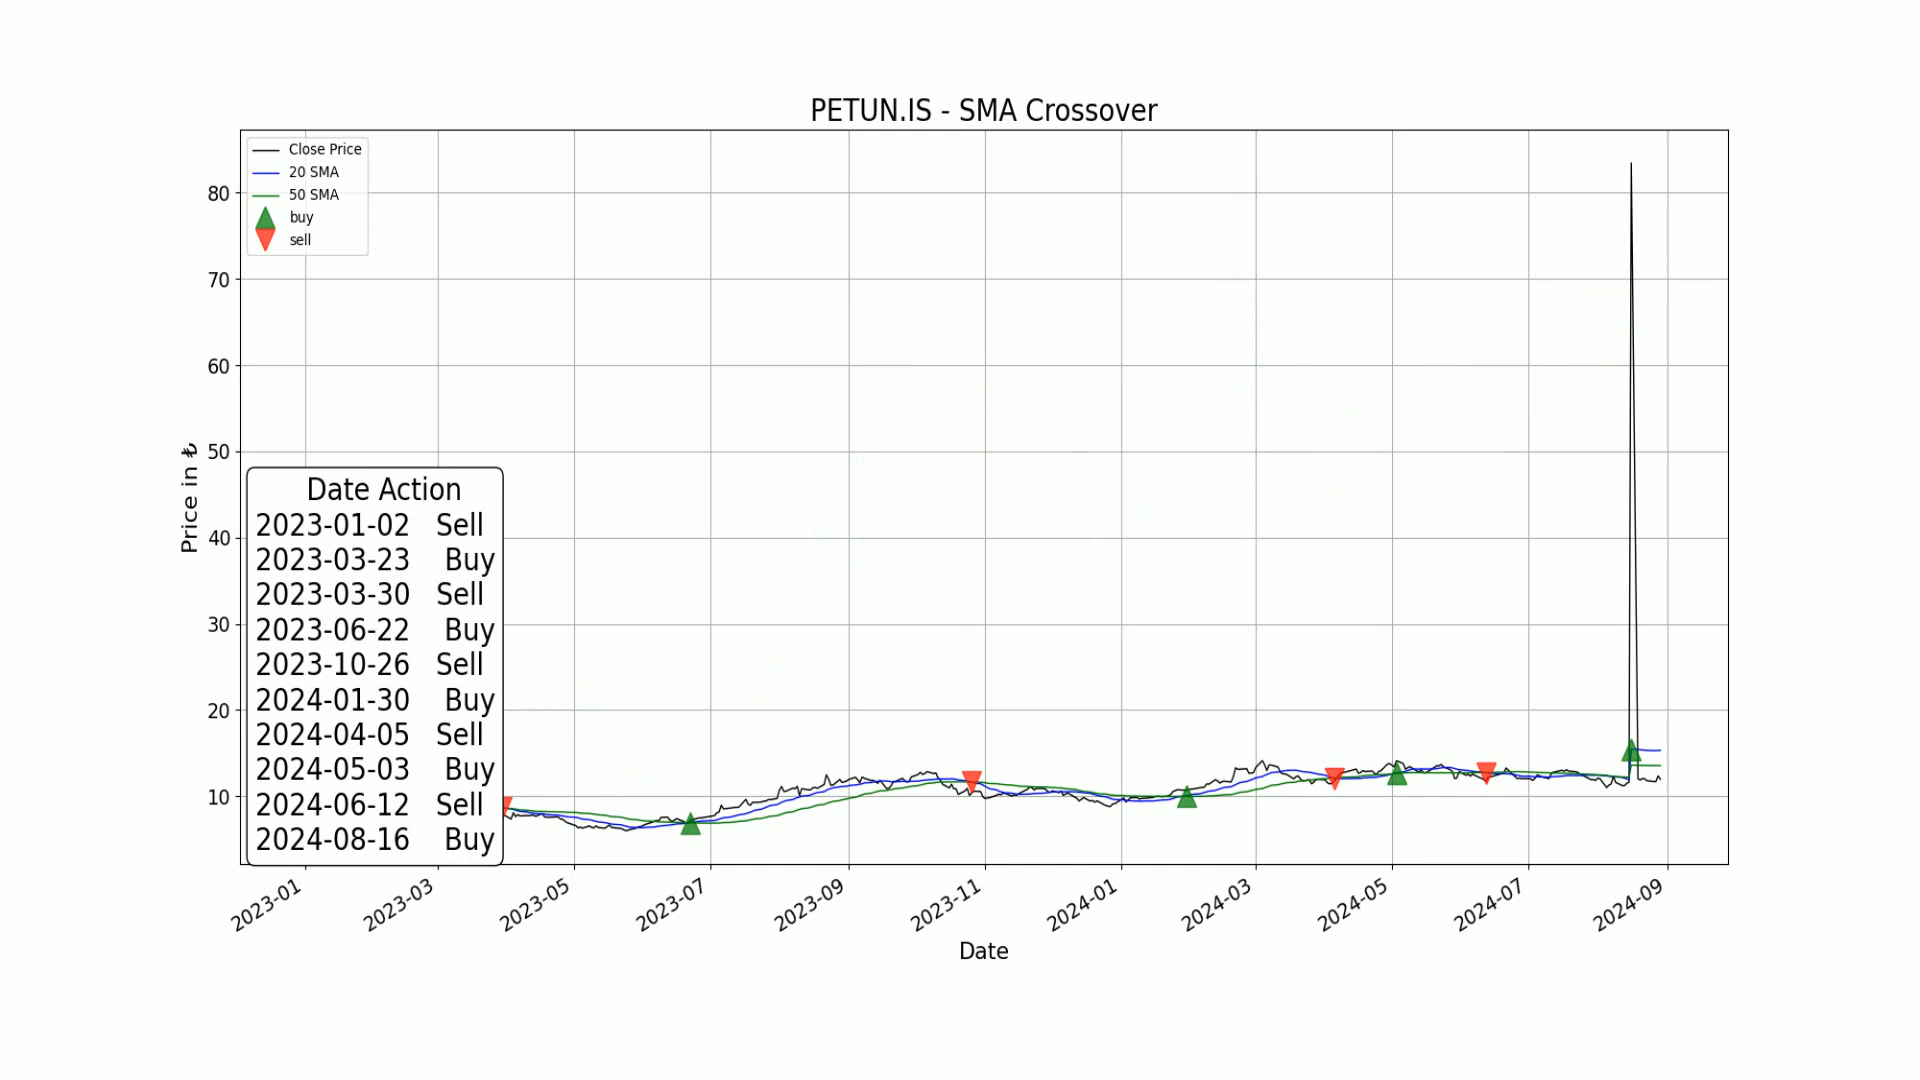 PETUN.IS - SMA Crossover
Close Price
20 SMA
50 SMA
buy
sell
80
70
60
50
40
30
20
10
Price in ₺
Date Action
2023-01-02 Sell
2023-03-23 Buy
2023-03-30 Sell
2023-06-22 Buy
2023-10-26 Sell
2024-01-30 Buy
2024-04-05 Sell
2024-05-03 Buy
2024-06-12 Sell
2024-08-16 Buy
2023-01
2023-03
2023-05
2023-07
2023-09
2023-11
2024-01
2024-03
2024-05
2024-07
2024-09
Date